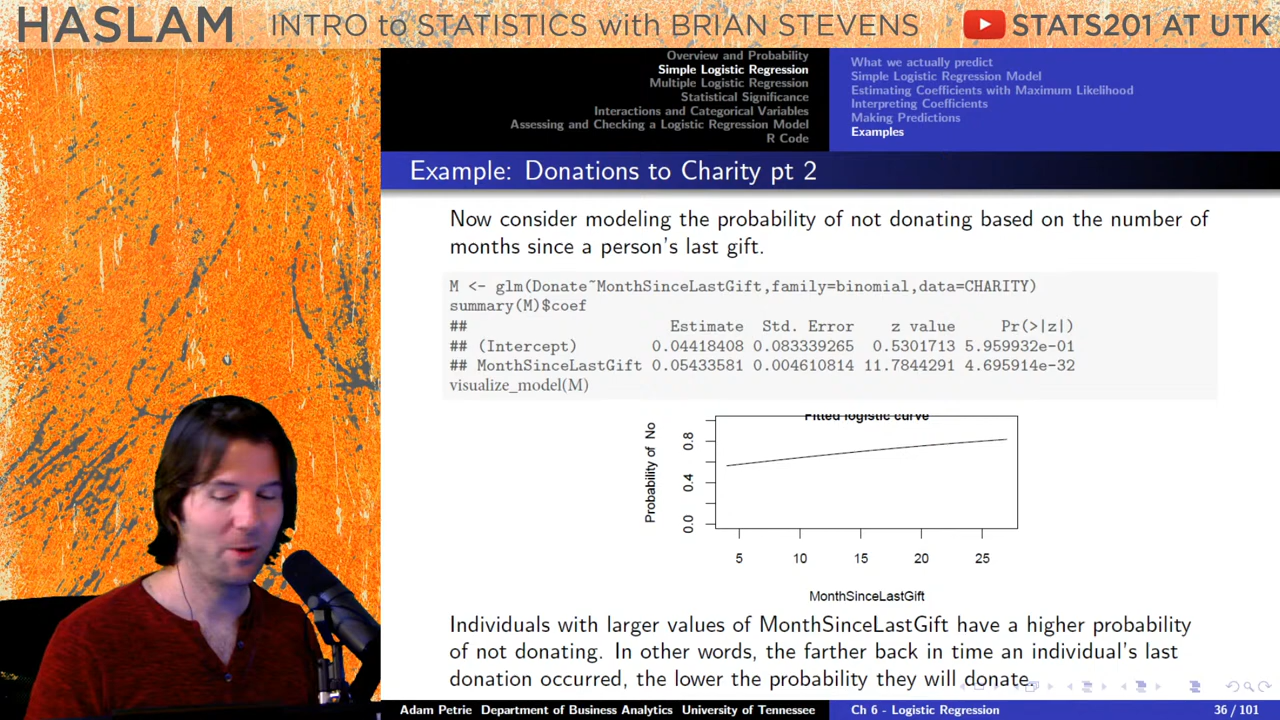 HASLAM INTRO to STATISTICS with BRIAN STEVENS STATS201 AT UTK
Overview and Probability
Simple Logistic Regression
Multiple Logistic Regression
Statistical Significance
Interactions and Categorical Variables
Assessing and Checking a Logistic Regression Model
R Code
What we actually predict
Simple Logistic Regression Model
Estimating Coefficients with Maximum Likelihood
Interpreting Coefficients
Making Predictions
Examples
Example: Donations to Charity pt 2
Now consider modeling the probability of not donating based on the number of
months since a person's last gift.
M <- glm(Donate~MonthSinceLastGift,family=binomial,data=CHARITY)
summary(M)$coef
## Estimate Std. Error z value Pr(>|z|)
## (Intercept) 0.04418408 0.083339265 0.5301713 5.959932e-01
## MonthSinceLastGift 0.05433581 0.004610814 11.7844291 4.695914e-32
visualize_model(M)
Fitted logistic curve
Probability of No
0.8
0.4
0.0
5 10 15 20 25
MonthSinceLastGift
Individuals with larger values of MonthSinceLastGift have a higher probability
of not donating. In other words, the farther back in time an individual's last
donation occurred, the lower the probability they will donate.
Adam Petrie Department of Business Analytics University of Tennessee Ch 6 - Logistic Regression 36 / 101